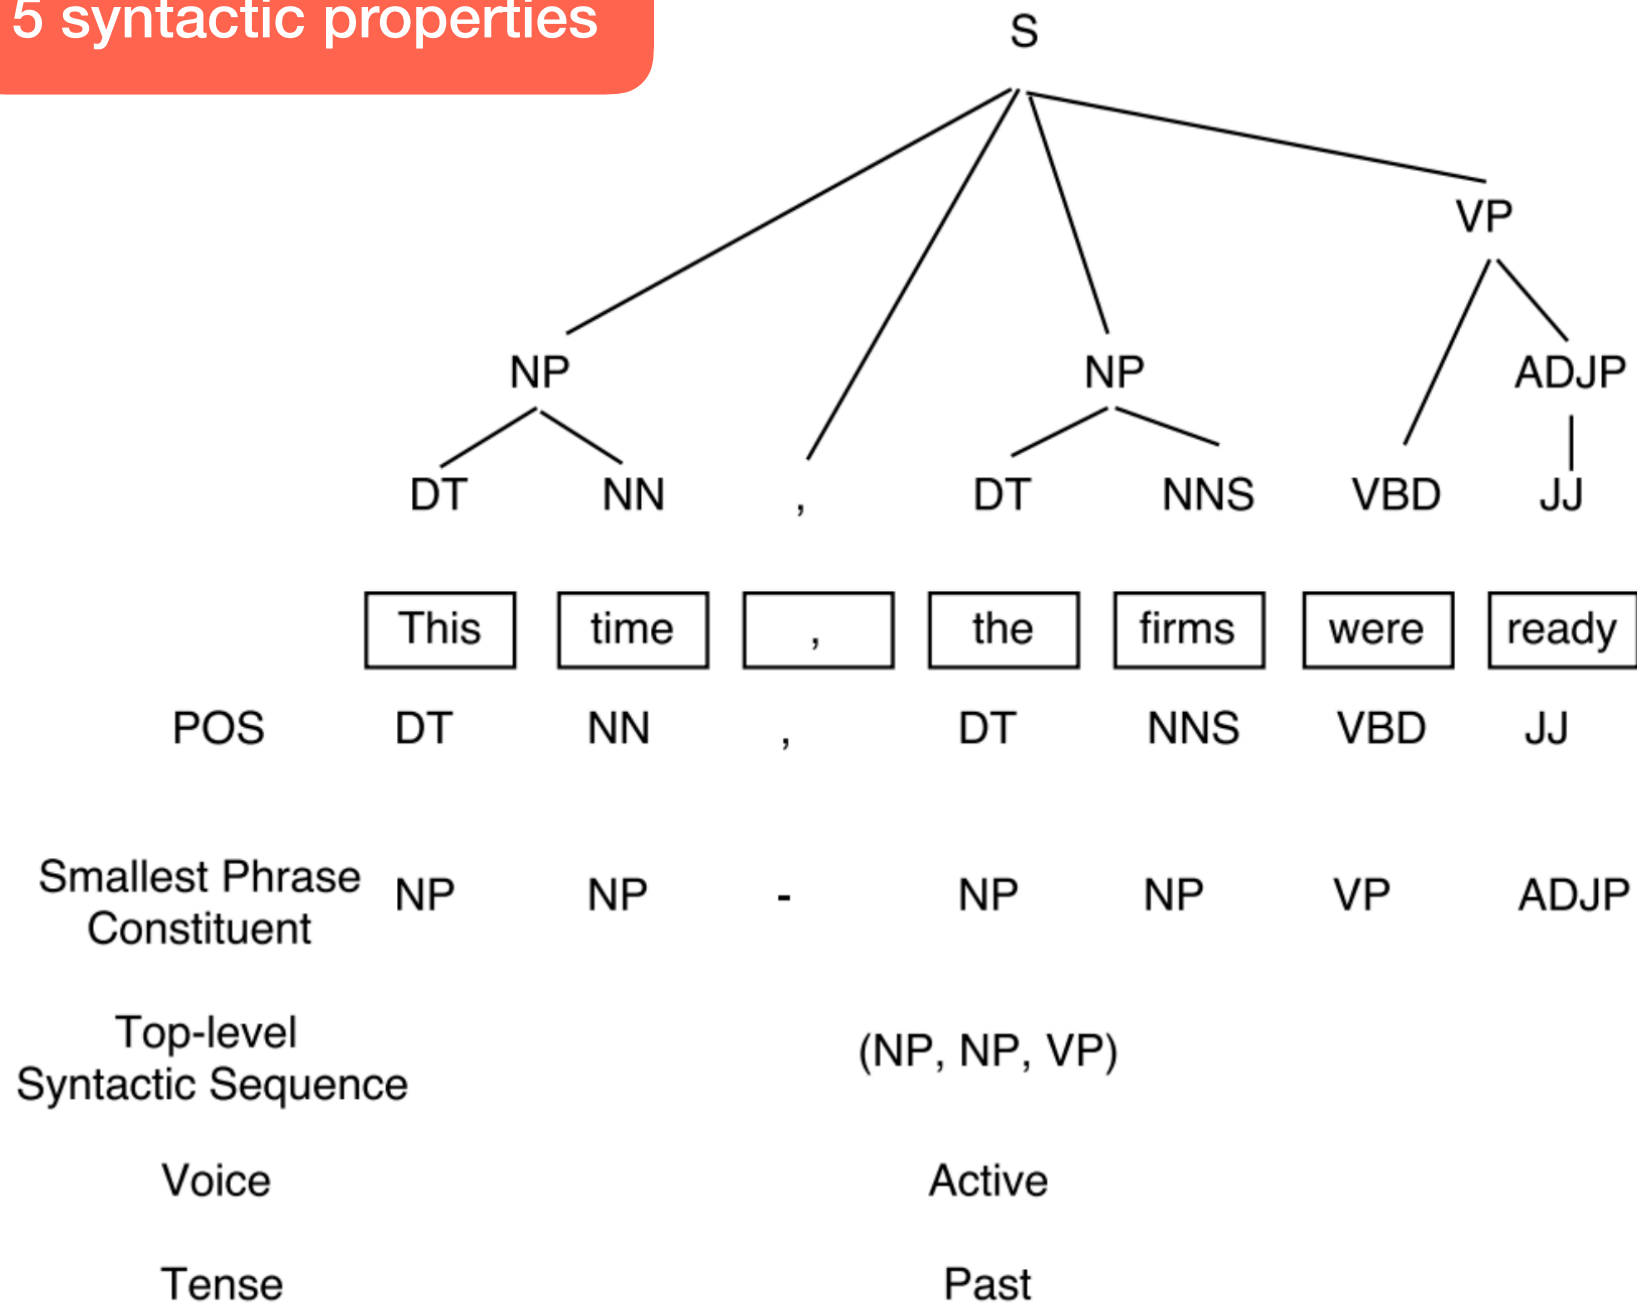 5 syntactic properties
S
VP
NP NP ADJP
DT NN , DT NNS VBD JJ
This time , the firms were ready
POS DT NN , DT NNS VBD JJ
Smallest Phrase
Constituent NP NP - NP NP VP ADJP
Top-level
Syntactic Sequence (NP, NP, VP)
Voice Active
Tense Past